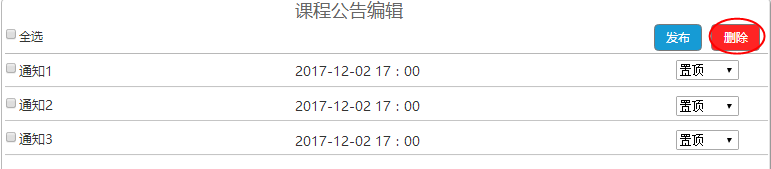 课程公告编辑
全选 发布 删除
通知1 2017-12-02 17：00 置顶
通知2 2017-12-02 17：00 置顶
通知3 2017-12-02 17：00 置顶